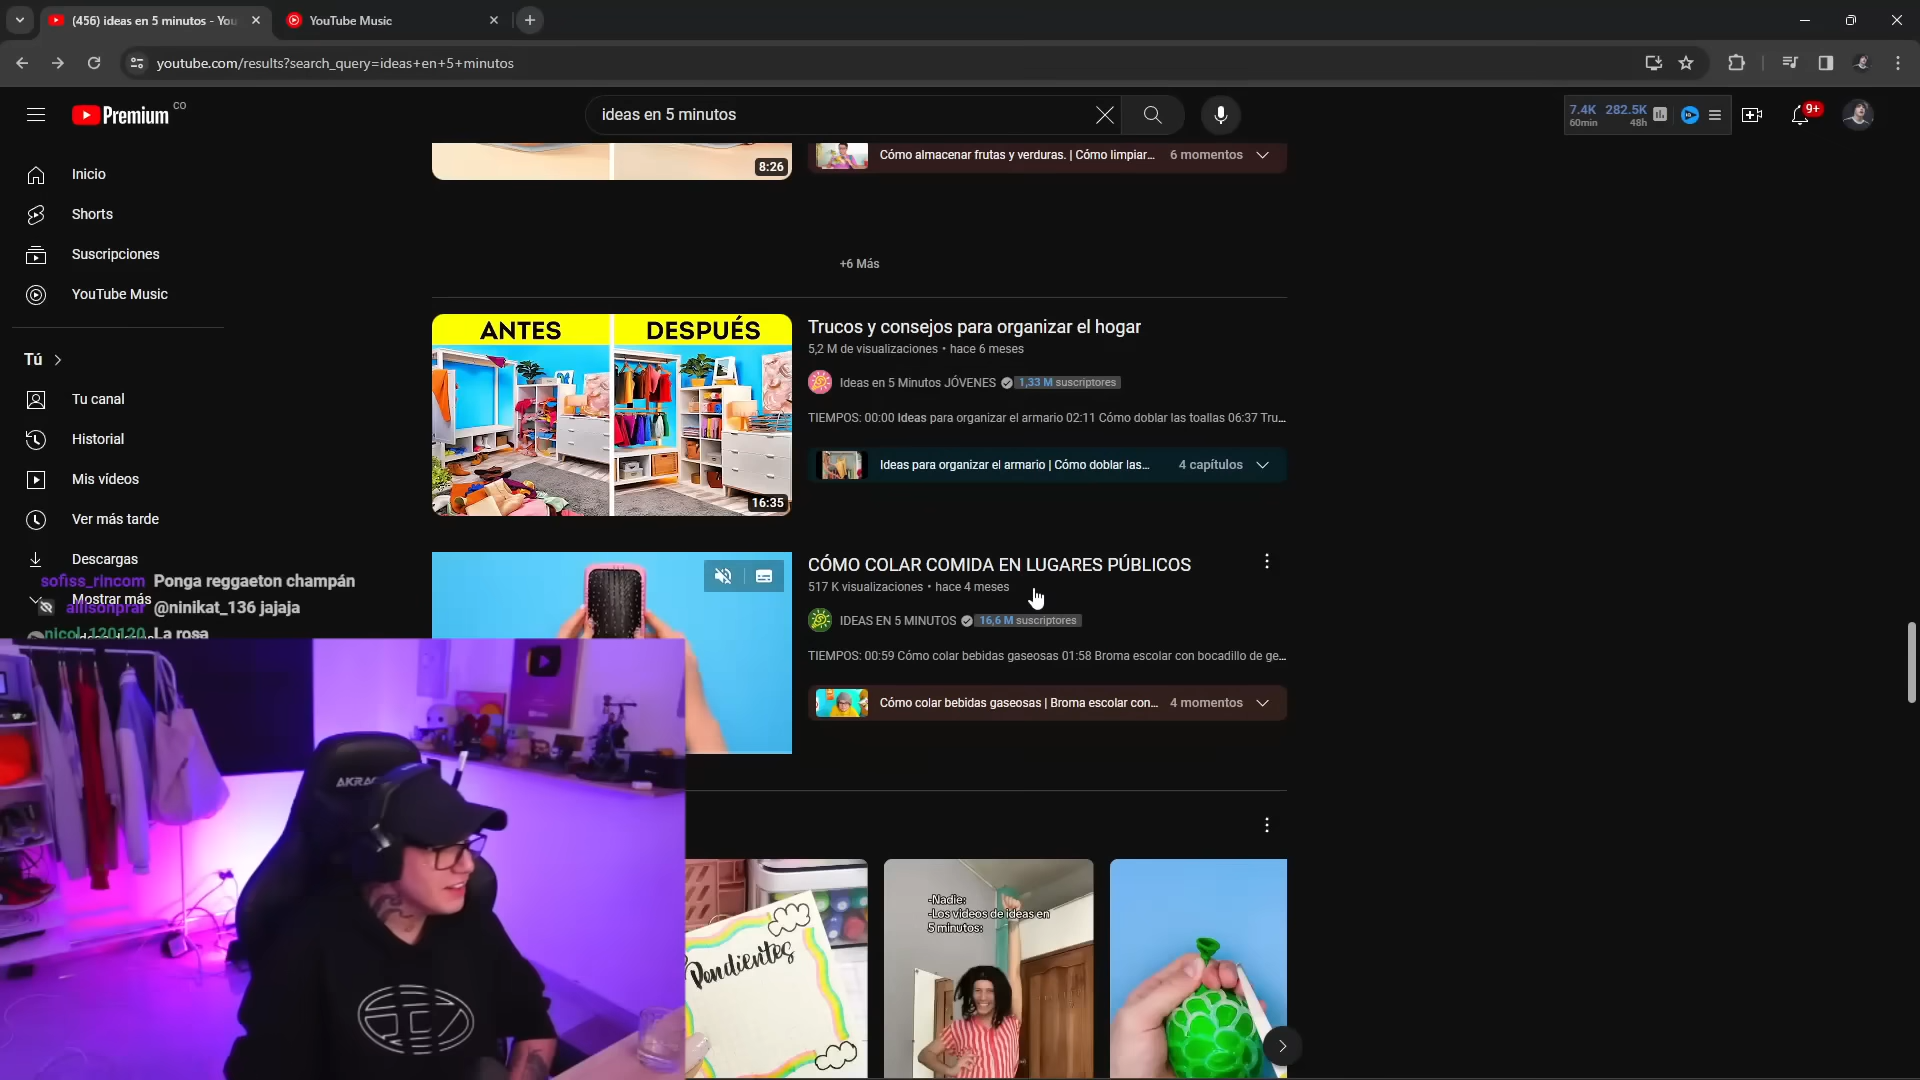 (456) ideas en 5 minutos - You
YouTube Music
youtube.com/results?search_query=ideas+en+5+minutos
Premium CO
ideas en 5 minutos
7.4K 282.5K
60min 48h
9+
Inicio
Shorts
Suscripciones
YouTube Music
Tú
Tu canal
Historial
Mis vídeos
Ver más tarde
Descargas
Mostrar más
sofiss_rincom Ponga reggaeton champán
allisonprar @ninikat_136 jajaja
nicol_120120 La rosa
8:26
Cómo almacenar frutas y verduras. | Cómo limpiar... 6 momentos
+6 Más
ANTES DESPUÉS
16:35
Trucos y consejos para organizar el hogar
5,2 M de visualizaciones • hace 6 meses
Ideas en 5 Minutos JÓVENES 1,33 M suscriptores
TIEMPOS: 00:00 Ideas para organizar el armario 02:11 Cómo doblar las toallas 06:37 Tru...
Ideas para organizar el armario | Cómo doblar las... 4 capítulos
CÓMO COLAR COMIDA EN LUGARES PÚBLICOS
517 K visualizaciones • hace 4 meses
IDEAS EN 5 MINUTOS 16,6 M suscriptores
TIEMPOS: 00:59 Cómo colar bebidas gaseosas 01:58 Broma escolar con bocadillo de ge...
Cómo colar bebidas gaseosas | Broma escolar con... 4 momentos
AKRAC
Pendientes
-Nadie:
-Los videos de ideas en
5 minutos: